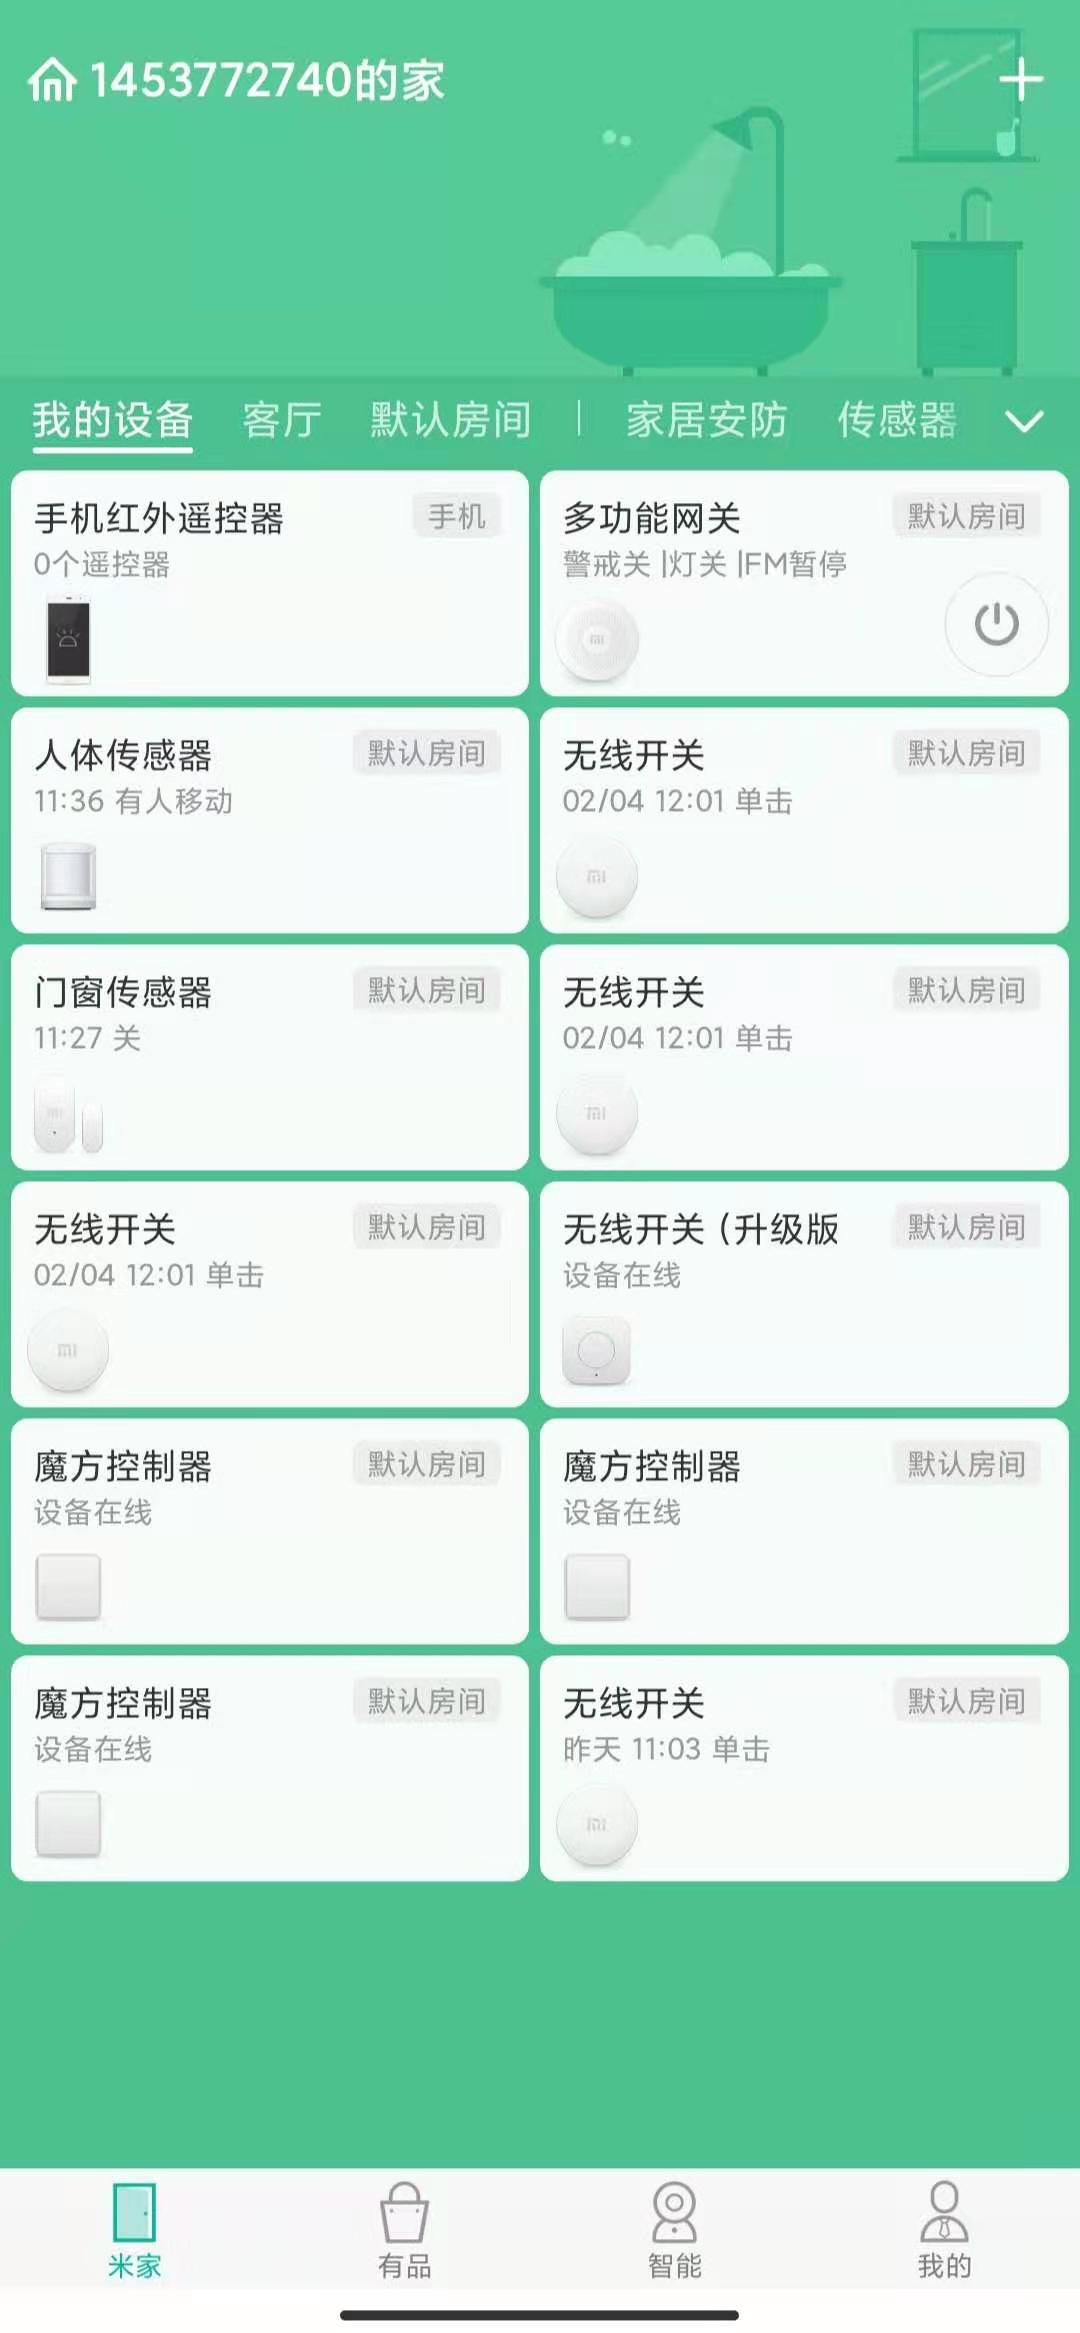 1453772740的家
我的设备 客厅 默认房间 家居安防 传感器
手机红外遥控器 手机
0个遥控器
多功能网关 默认房间
警戒关 |灯关 |FM暂停
人体传感器 默认房间
11:36 有人移动
无线开关 默认房间
02/04 12:01 单击
门窗传感器 默认房间
11:27 关
无线开关 默认房间
02/04 12:01 单击
无线开关 默认房间
02/04 12:01 单击
无线开关（升级版 默认房间
设备在线
魔方控制器 默认房间
设备在线
魔方控制器 默认房间
设备在线
魔方控制器 默认房间
设备在线
无线开关 默认房间
昨天 11:03 单击
米家 有品 智能 我的